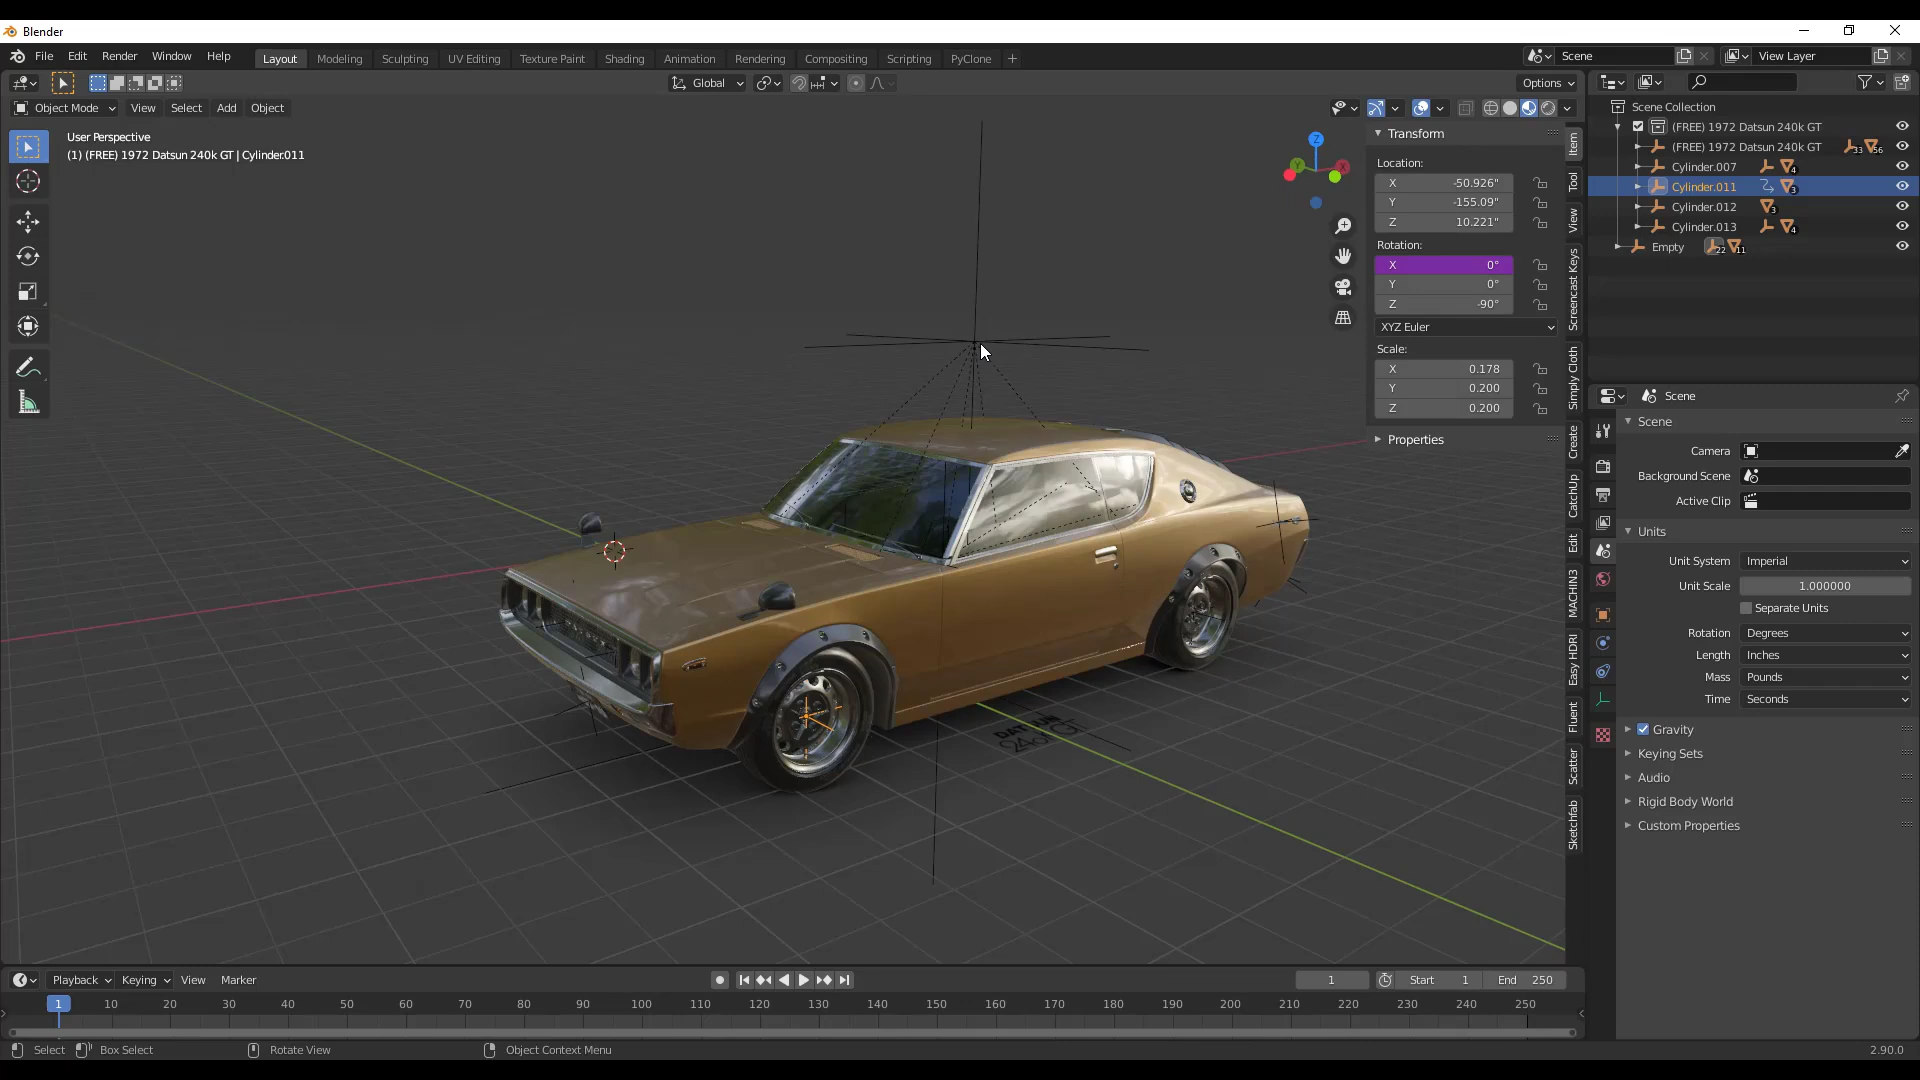 Blender
File Edit Render Window Help
Layout Modeling Sculpting UV Editing Texture Paint Shading Animation Rendering Compositing Scripting PyClone +
Scene
View Layer
Global
Options
Object Mode View Select Add Object
User Perspective
(1) (FREE) 1972 Datsun 240k GT | Cylinder.011
Z
Y
X
Transform
Location:
X -50.926"
Y -155.09"
Z 10.221"
Rotation:
X 0°
Y 0°
Z -90°
XYZ Euler
Scale:
X 0.178
Y 0.200
Z 0.200
Properties
Item
Tool
View
Screencast Keys
Simply Cloth
Create
CatchUp
Edit
MACHIN3
Easy HDRI
Fluent
Scatter
Sketchfab
Scene Collection
(FREE) 1972 Datsun 240k GT
(FREE) 1972 Datsun 240k GT 33 56
Cylinder.007 4
Cylinder.011 3
Cylinder.012 3
Cylinder.013 4
Empty 22 11
Scene
Scene
Camera
Background Scene
Active Clip
Units
Unit System Imperial
Unit Scale 1.000000
Separate Units
Rotation Degrees
Length Inches
Mass Pounds
Time Seconds
Gravity
Keying Sets
Audio
Rigid Body World
Custom Properties
Playback Keying View Marker
1
Start 1
End 250
1 10 20 30 40 50 60 70 80 90 100 110 120 130 140 150 160 170 180 190 200 210 220 230 240 250
Select Box Select Rotate View Object Context Menu
2.90.0